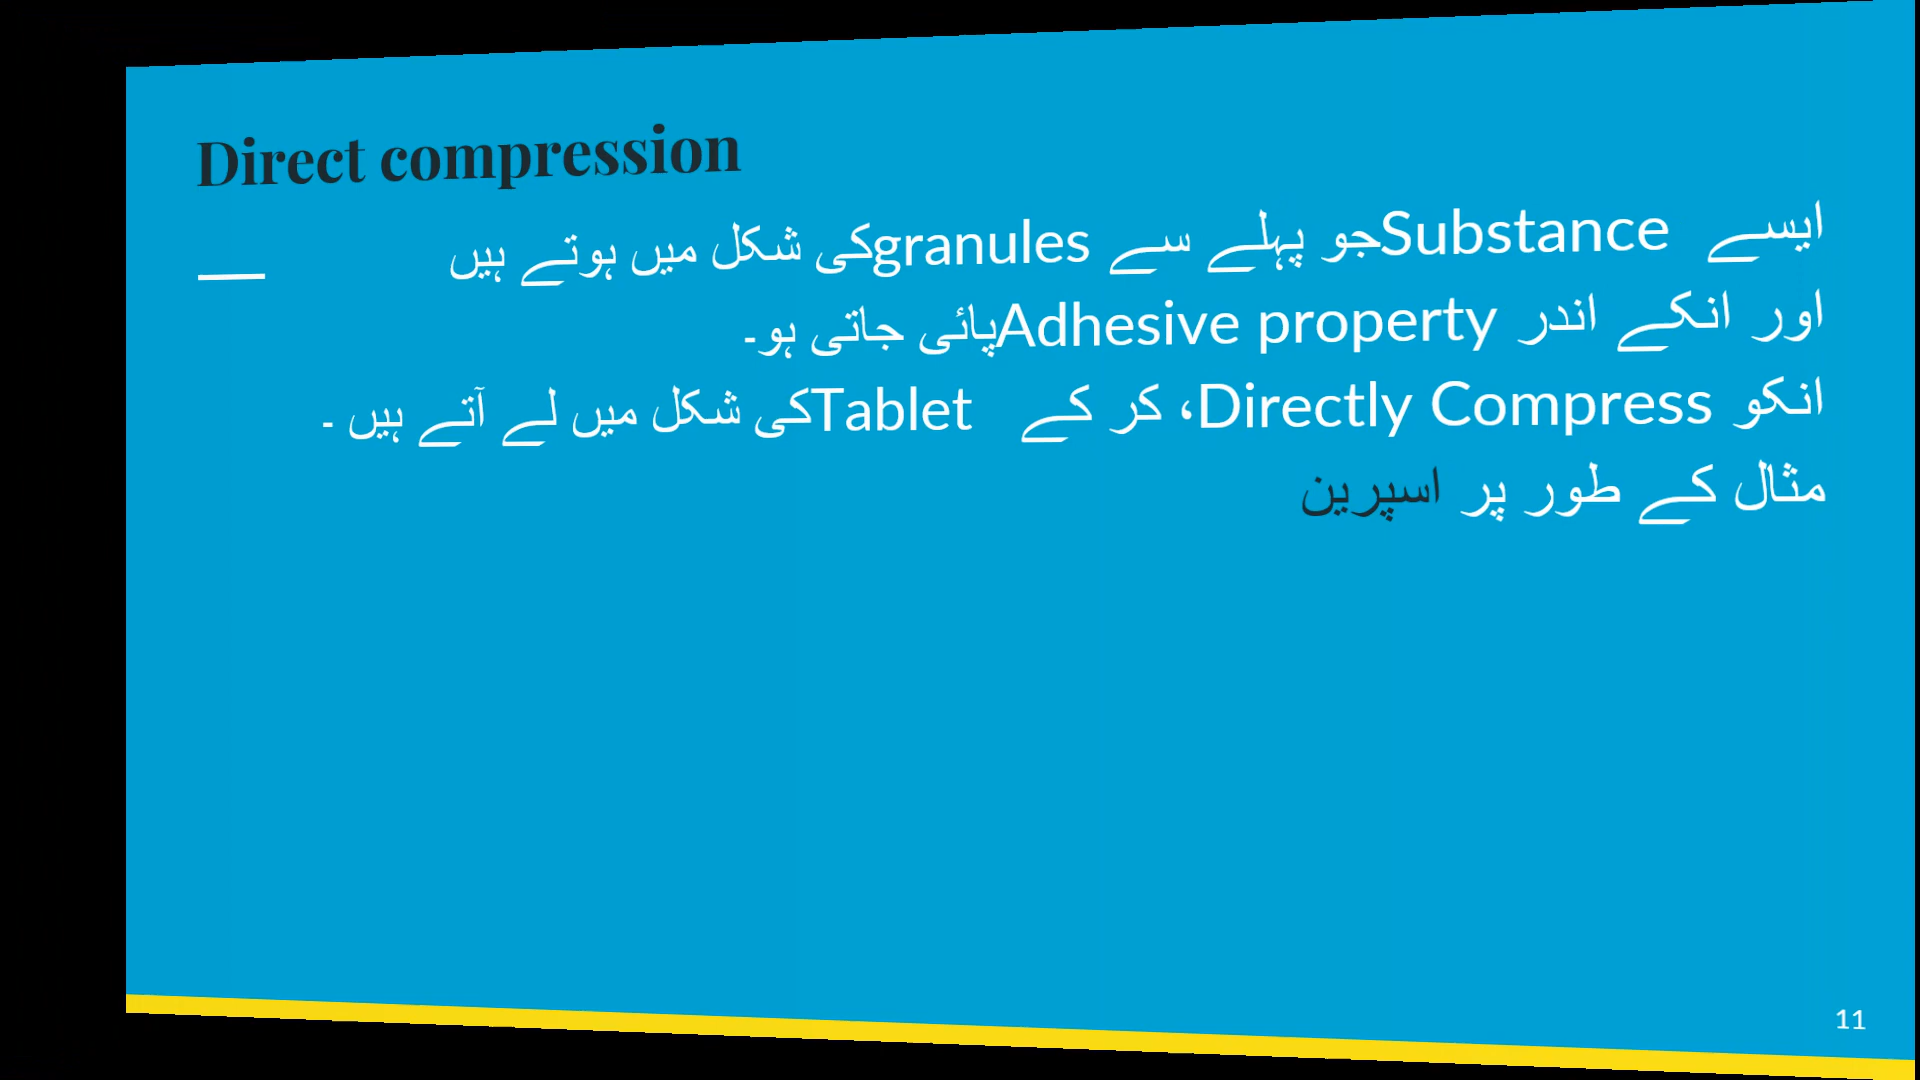 Direct compression
ایسے Substanceجو پہلے سے granulesکی شکل میں ہوتے ہیں
اور انکے اندر Adhesive propertyپائی جاتی ہو۔
انکو Directly Compress، کر کے Tabletکی شکل میں لے آتے ہیں ۔
مثال کے طور پر اسپرین
11